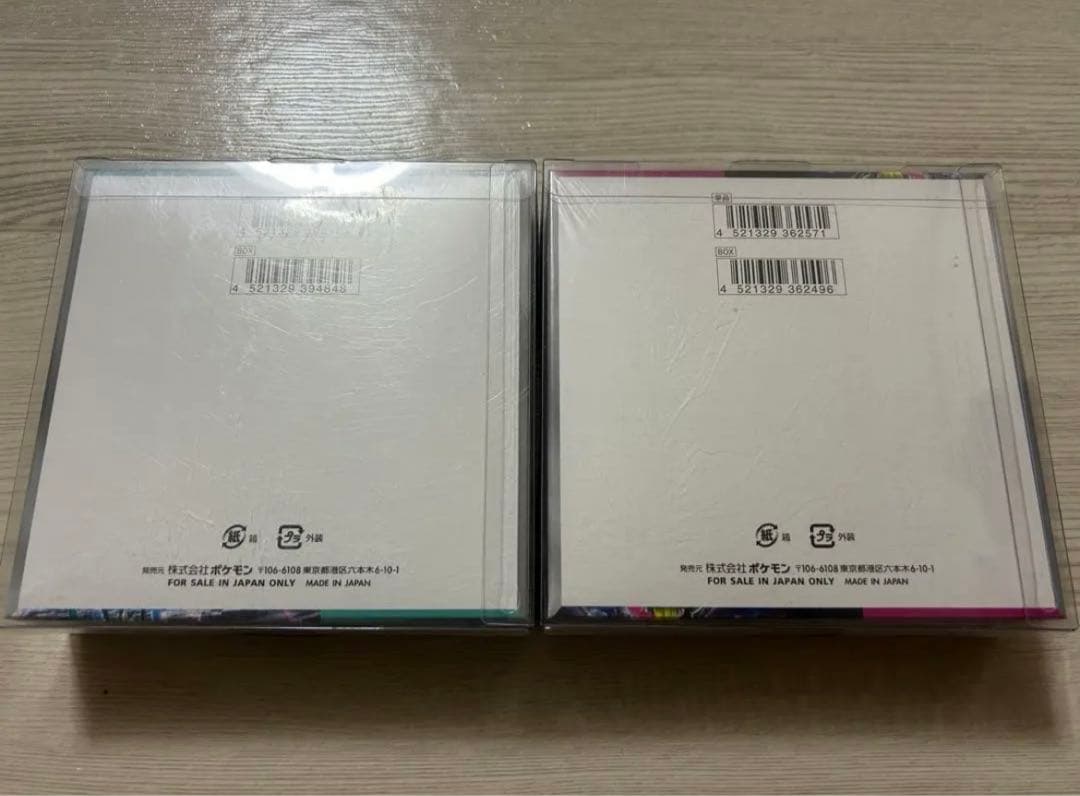 BOX
4 521329 394848
紙 箱 プラ 外装
発売元 株式会社ポケモン 〒106-6108 東京都港区六本木6-10-1
FOR SALE IN JAPAN ONLY MADE IN JAPAN
単品
4 521329 362571
BOX
4 521329 362496
紙 箱 プラ 外装
発売元 株式会社ポケモン 〒106-6108 東京都港区六本木6-10-1
FOR SALE IN JAPAN ONLY MADE IN JAPAN